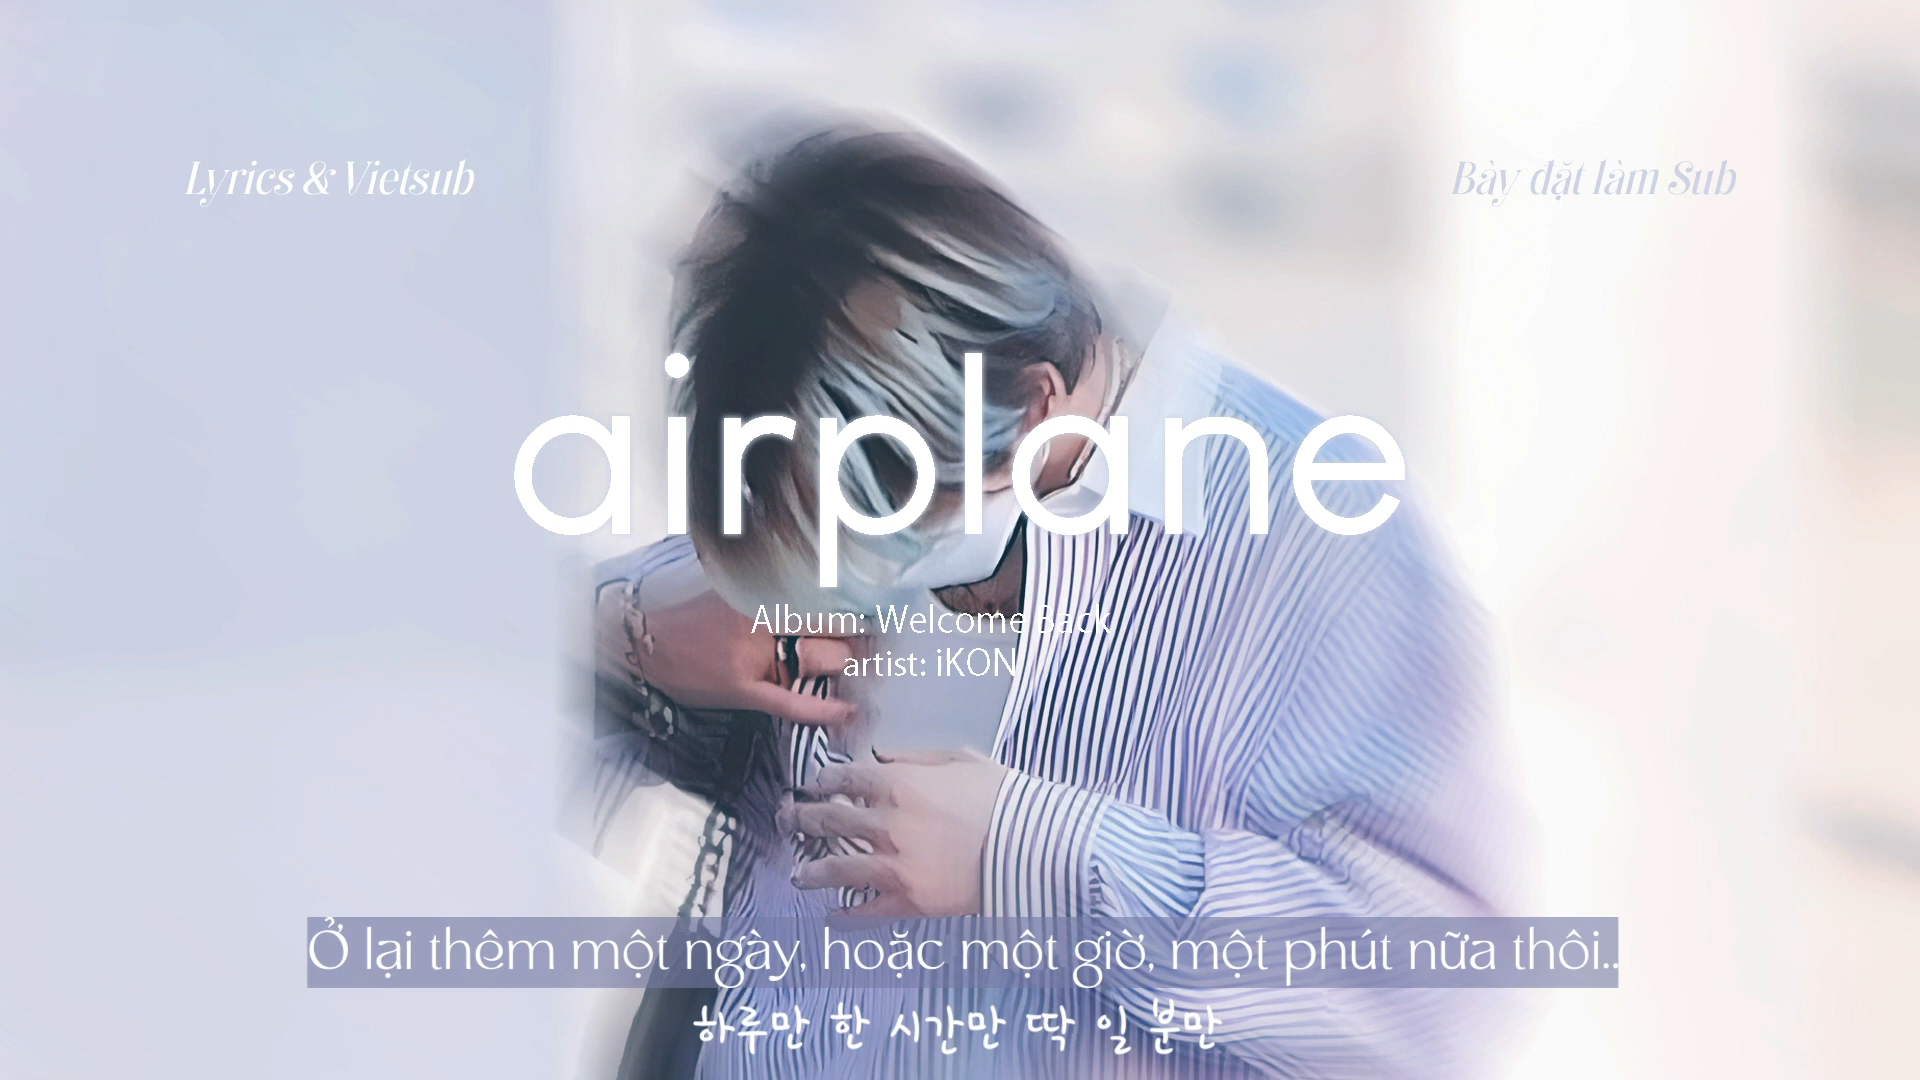 Lyrics & Vietsub
Bày đặt làm Sub
airplane
Album: Welcome Back
artist: iKON
Ở lại thêm một ngày, hoặc một giờ, một phút nữa thôi..
하루만 한 시간만 딱 일 분만